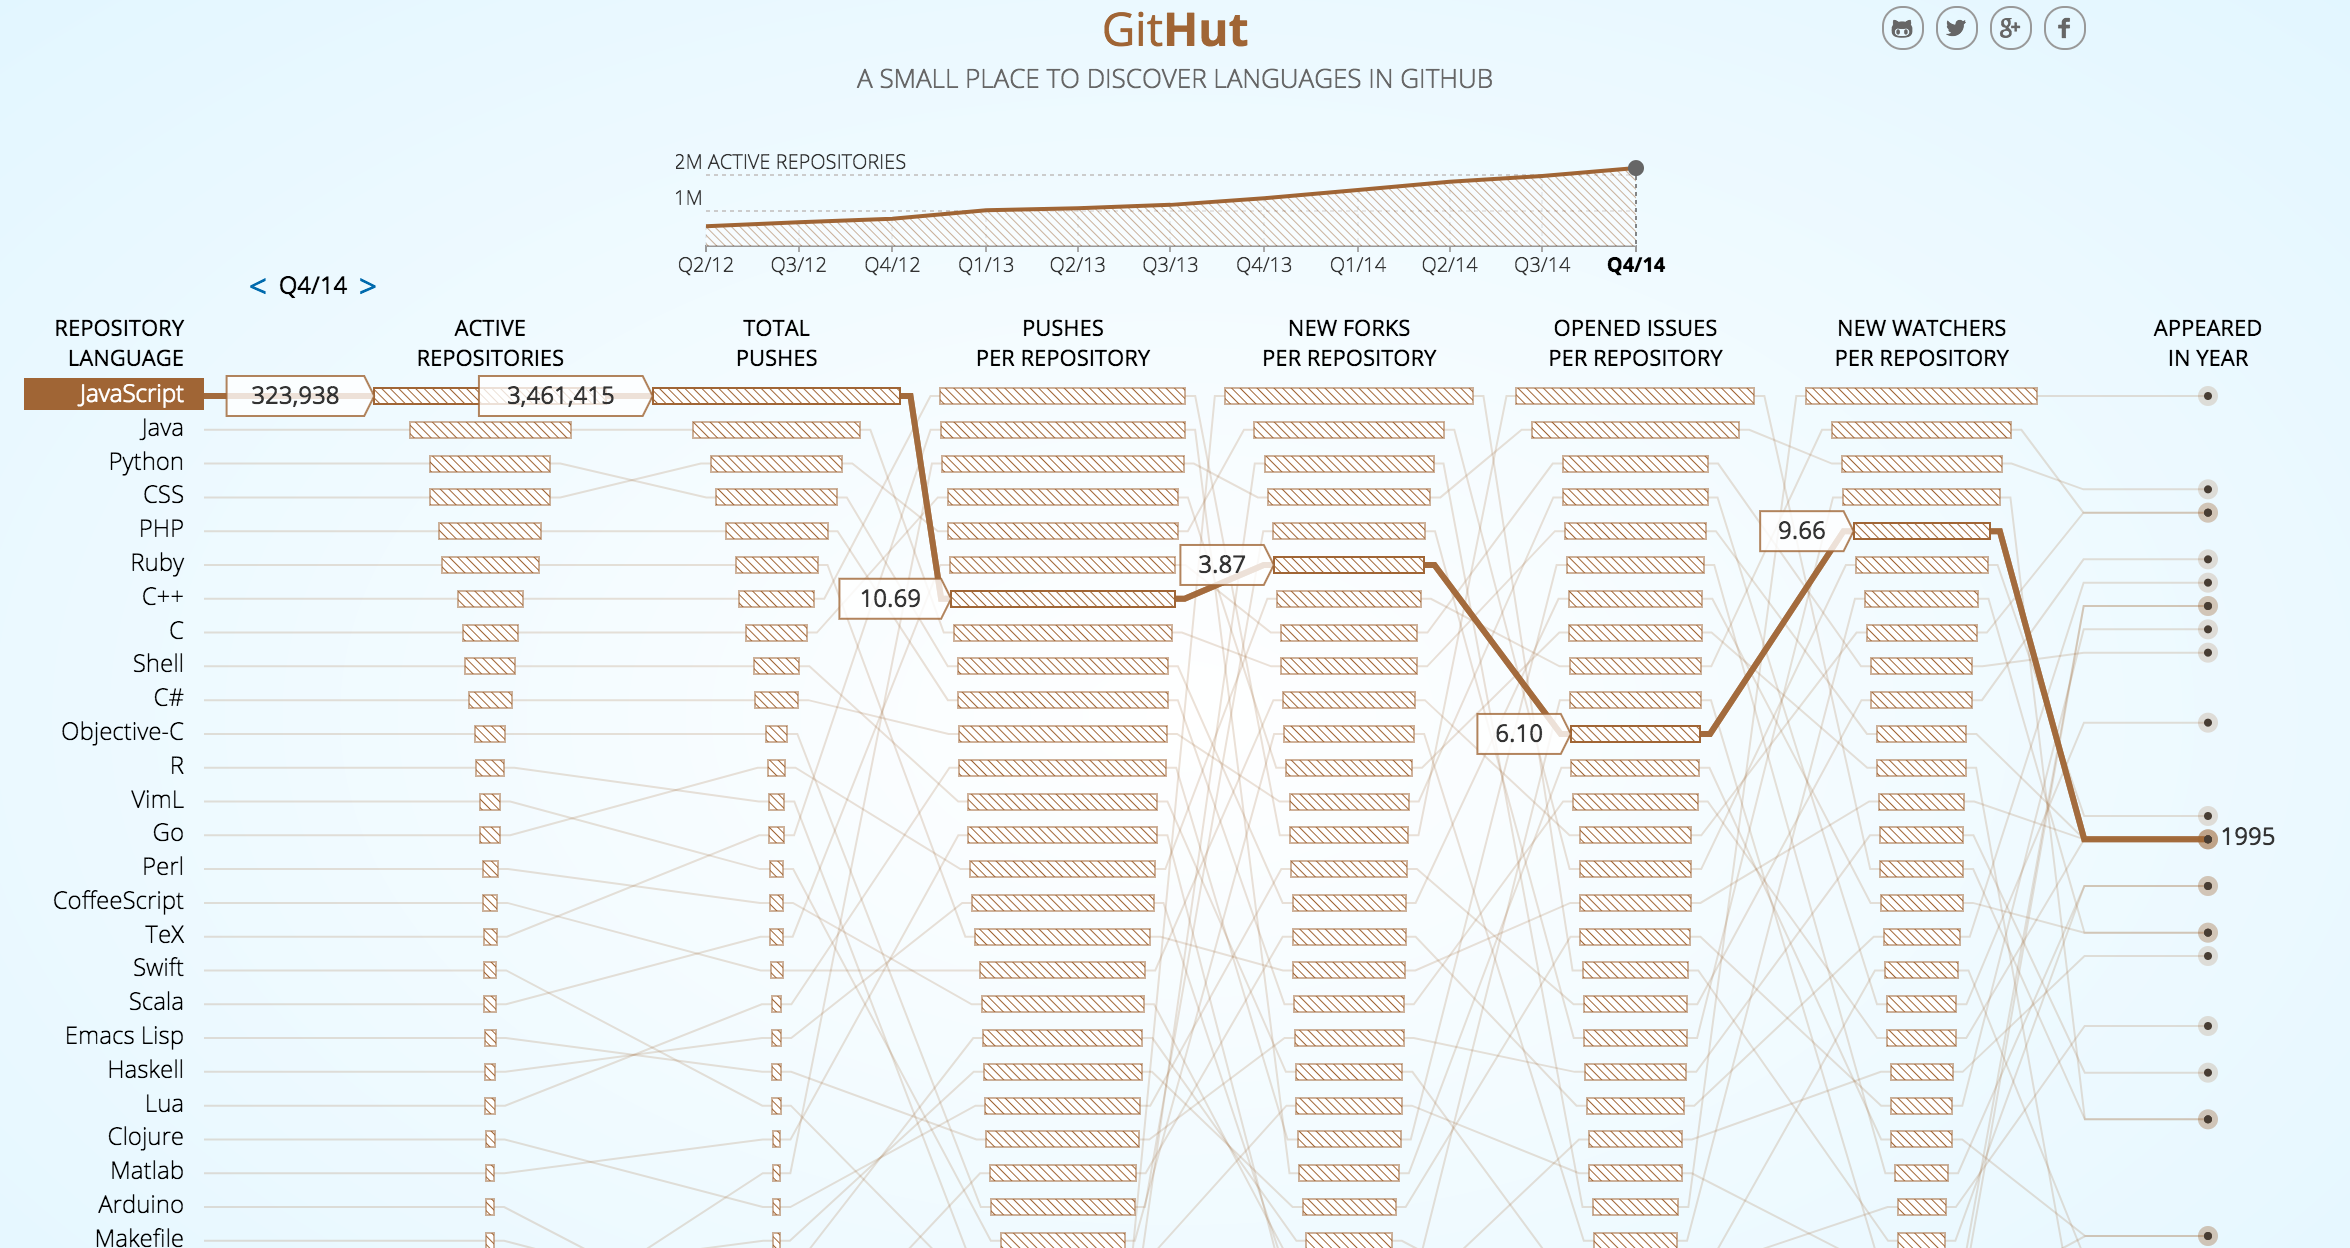 GitHut
A SMALL PLACE TO DISCOVER LANGUAGES IN GITHUB
2M ACTIVE REPOSITORIES
1M
Q2/12 Q3/12 Q4/12 Q1/13 Q2/13 Q3/13 Q4/13 Q1/14 Q2/14 Q3/14 Q4/14
< Q4/14 >
REPOSITORY LANGUAGE
ACTIVE REPOSITORIES
TOTAL PUSHES
PUSHES PER REPOSITORY
NEW FORKS PER REPOSITORY
OPENED ISSUES PER REPOSITORY
NEW WATCHERS PER REPOSITORY
APPEARED IN YEAR
JavaScript 323,938 3,461,415
Java
Python
CSS
PHP 9.66
Ruby 3.87
C++ 10.69
C
Shell
C#
Objective-C 6.10
R
VimL
Go 1995
Perl
CoffeeScript
TeX
Swift
Scala
Emacs Lisp
Haskell
Lua
Clojure
Matlab
Arduino
Makefile